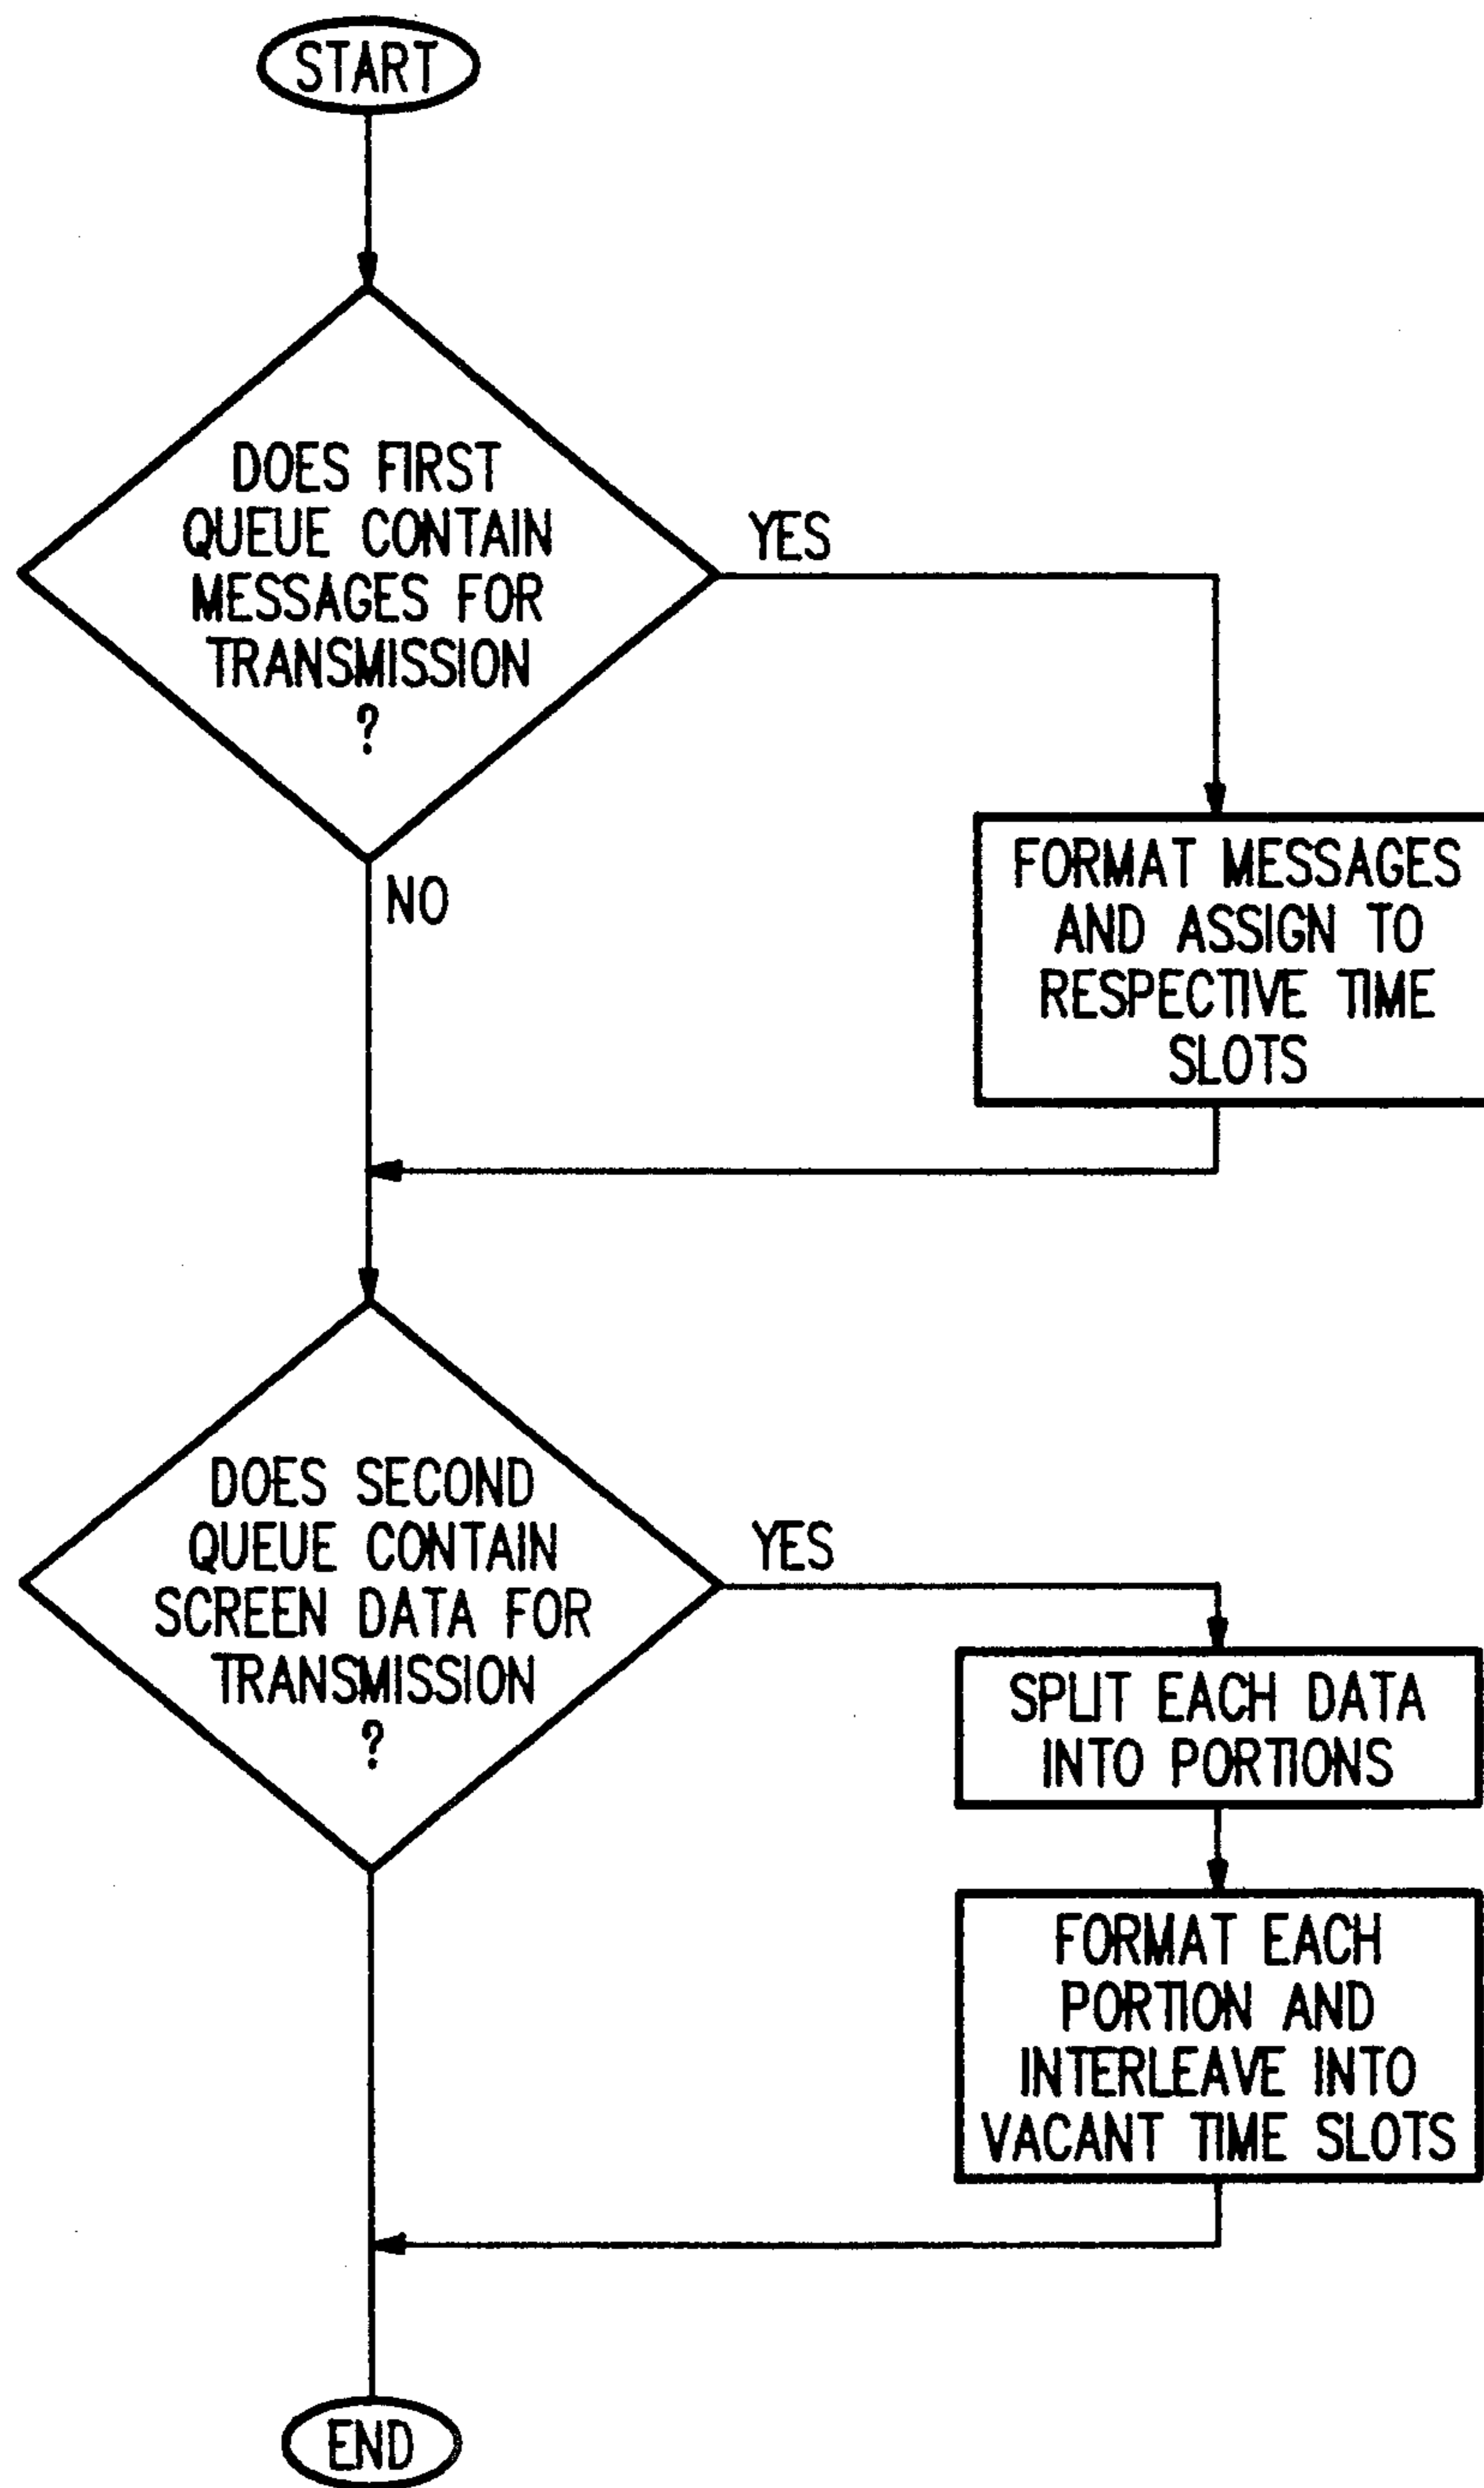 START
DOES FIRST
QUEUE CONTAIN
MESSAGES FOR
TRANSMISSION
?
YES
NO
FORMAT MESSAGES
AND ASSIGN TO
RESPECTIVE TIME
SLOTS
DOES SECOND
QUEUE CONTAIN
SCREEN DATA FOR
TRANSMISSION
?
YES
SPLIT EACH DATA
INTO PORTIONS
FORMAT EACH
PORTION AND
INTERLEAVE INTO
VACANT TIME SLOTS
END